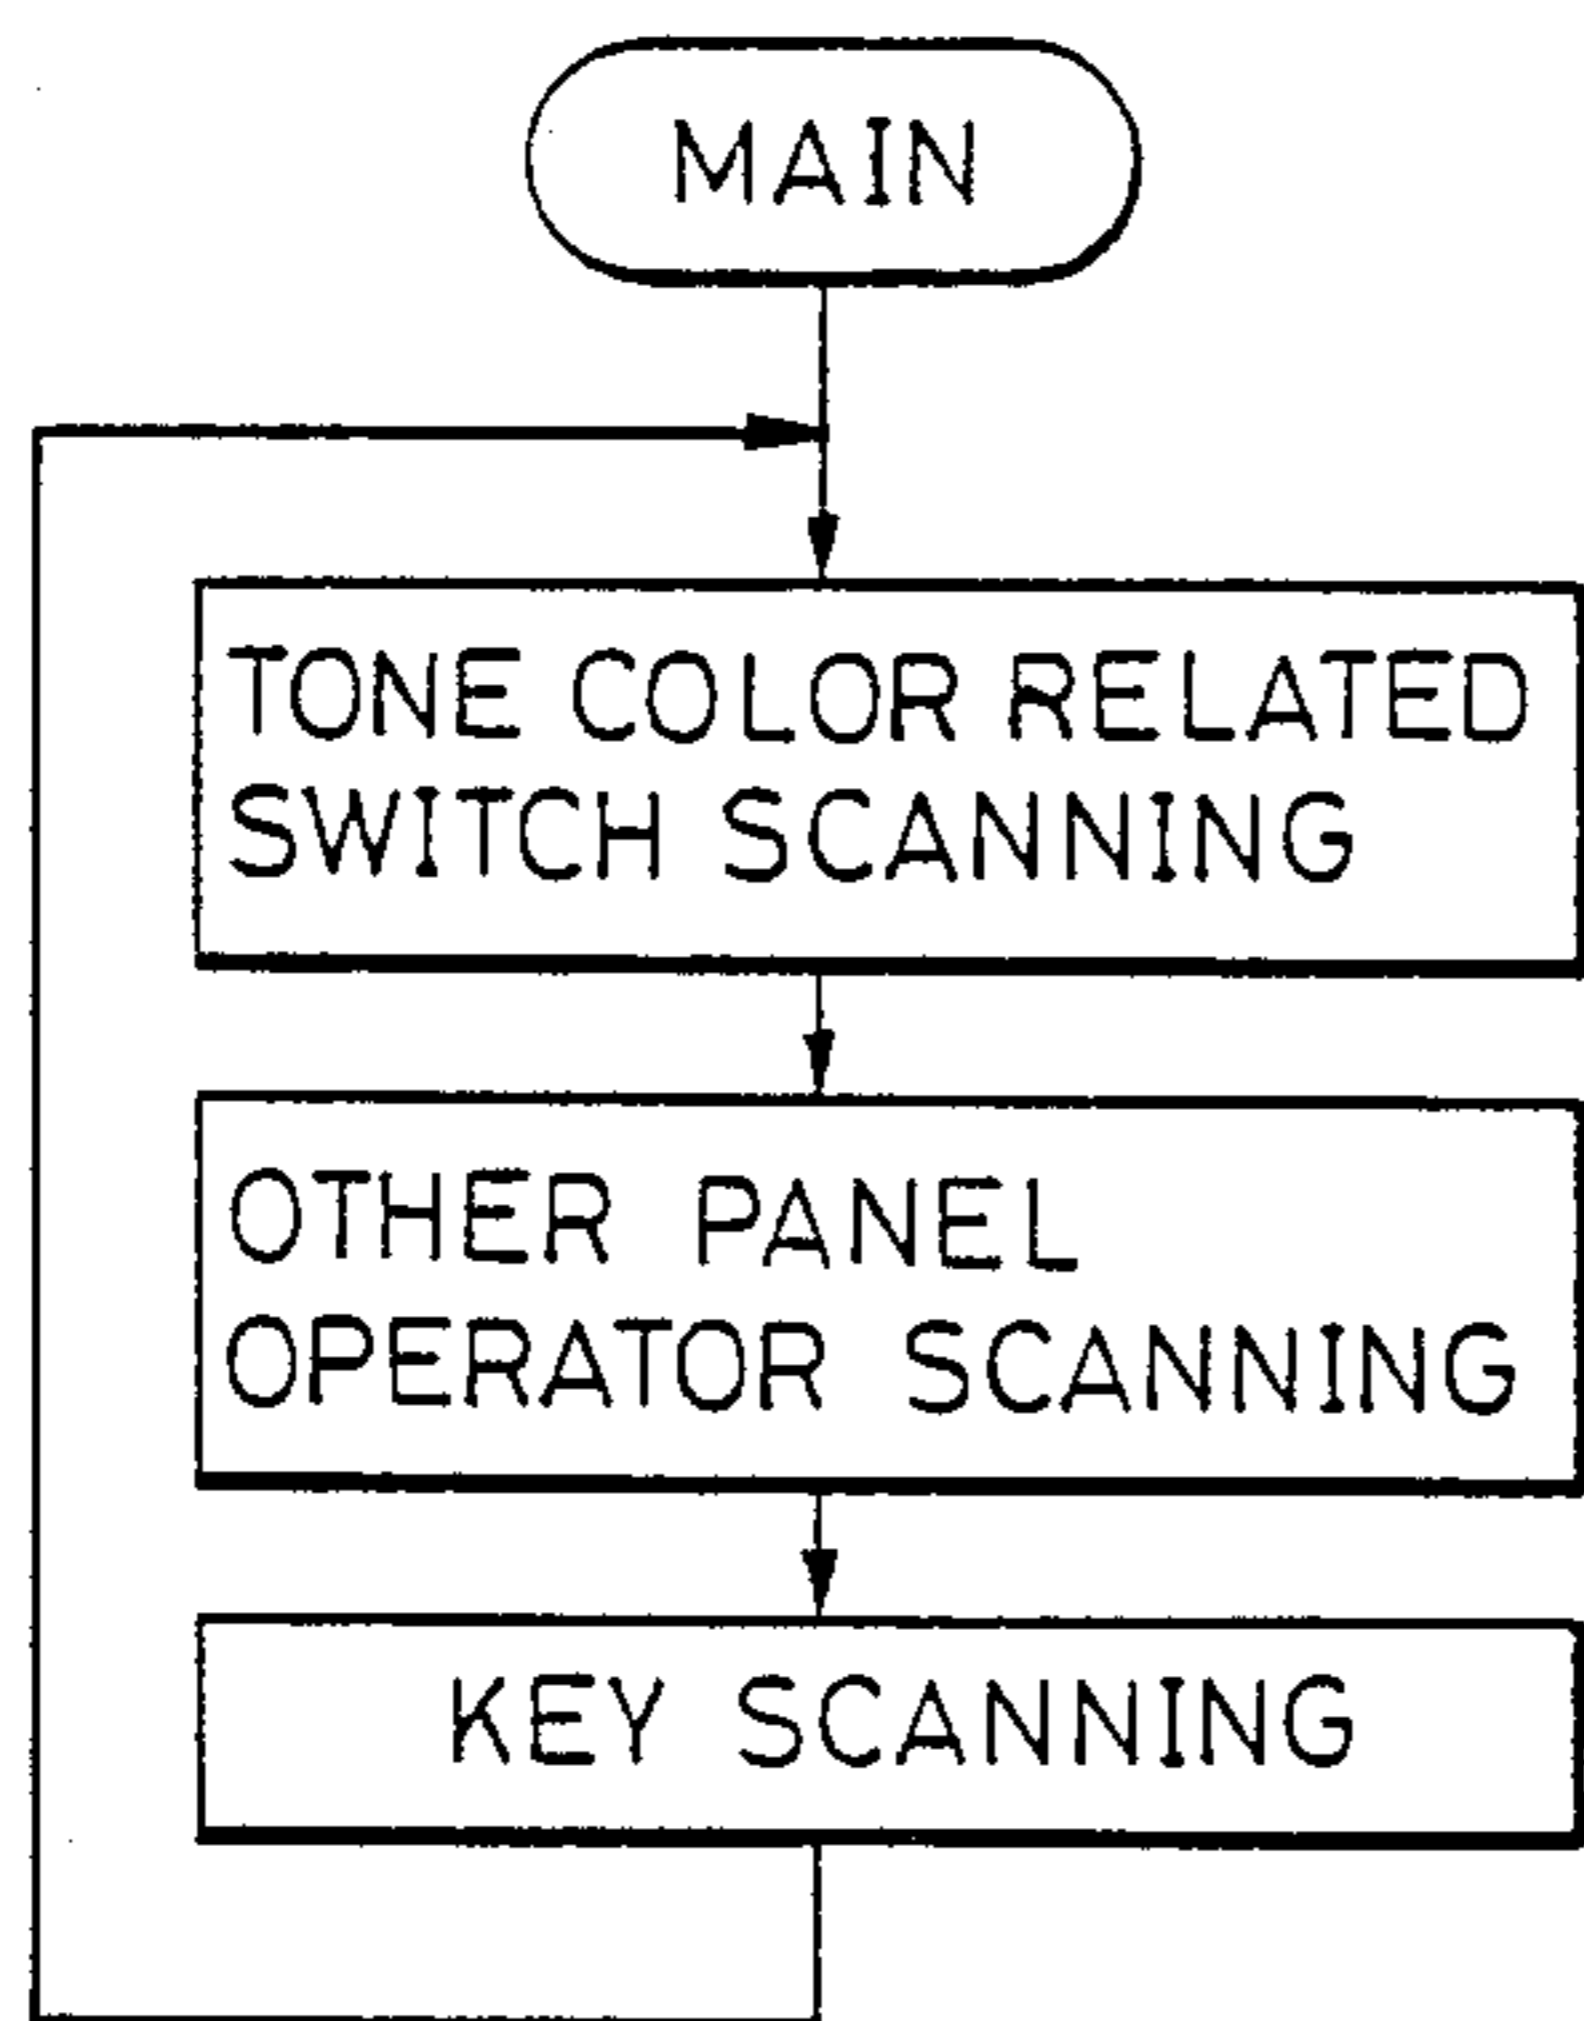 MAIN
TONE COLOR RELATED
SWITCH SCANNING
OTHER PANEL
OPERATOR SCANNING
KEY SCANNING